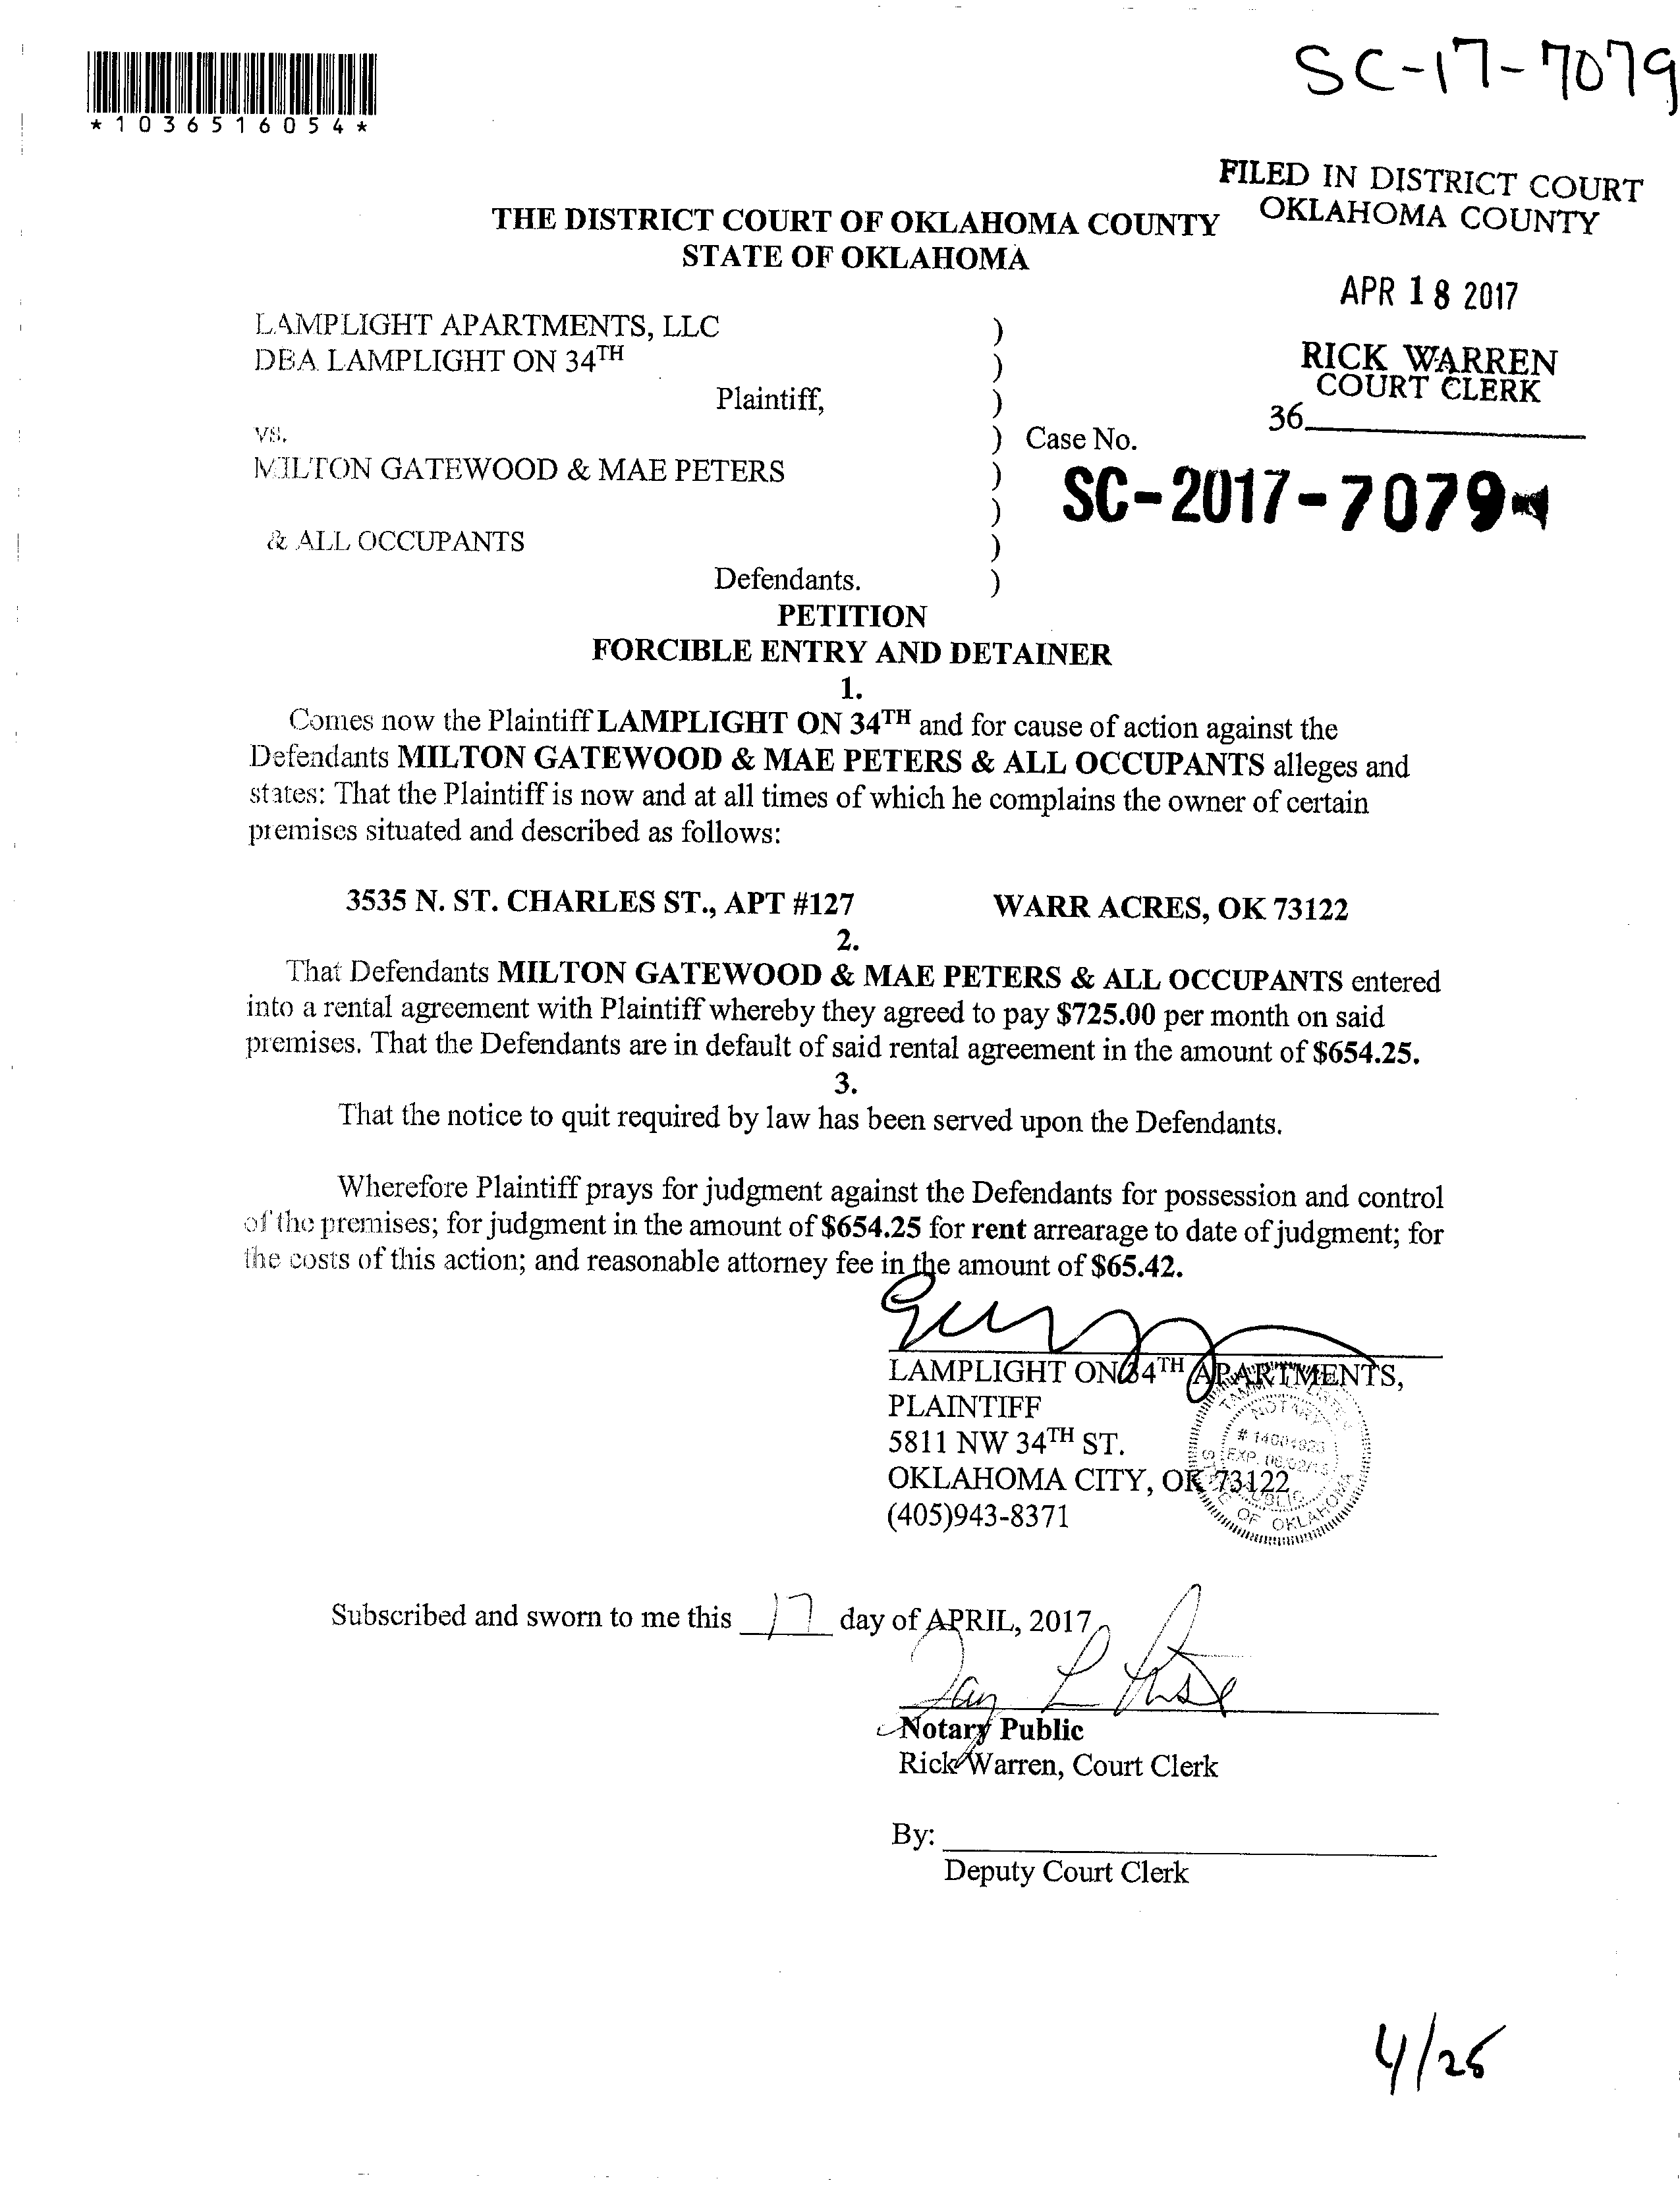 SC-17-7079
*1036516054*
FILED IN DISTRICT COURT
OKLAHOMA COUNTY
THE DISTRICT COURT OF OKLAHOMA COUNTY
STATE OF OKLAHOMA
APR 18 2017
RICK WARREN
COURT CLERK
36
LAMPLIGHT APARTMENTS, LLC )
DBA LAMPLIGHT ON 34TH )
Plaintiff, )
vs. ) Case No.
MILTON GATEWOOD & MAE PETERS )
SC-2017-7079
)
& ALL OCCUPANTS )
Defendants. )
PETITION
FORCIBLE ENTRY AND DETAINER
1.
Comes now the Plaintiff LAMPLIGHT ON 34TH and for cause of action against the
Defendants MILTON GATEWOOD & MAE PETERS & ALL OCCUPANTS alleges and
states: That the Plaintiff is now and at all times of which he complains the owner of certain
premises situated and described as follows:
3535 N. ST. CHARLES ST., APT #127 WARR ACRES, OK 73122
2.
That Defendants MILTON GATEWOOD & MAE PETERS & ALL OCCUPANTS entered
into a rental agreement with Plaintiff whereby they agreed to pay $725.00 per month on said
premises. That the Defendants are in default of said rental agreement in the amount of $654.25.
3.
That the notice to quit required by law has been served upon the Defendants.
Wherefore Plaintiff prays for judgment against the Defendants for possession and control
of the premises; for judgment in the amount of $654.25 for rent arrearage to date of judgment; for
the costs of this action; and reasonable attorney fee in the amount of $65.42.
LAMPLIGHT ON 34TH APARTMENTS,
PLAINTIFF
5811 NW 34TH ST.
OKLAHOMA CITY, OK 73122
(405)943-8371
NOTARY
PUBLIC
STATE OF OKLAHOMA
Subscribed and sworn to me this 17 day of APRIL, 2017
Notary Public
Rick Warren, Court Clerk
By:
Deputy Court Clerk
4/25